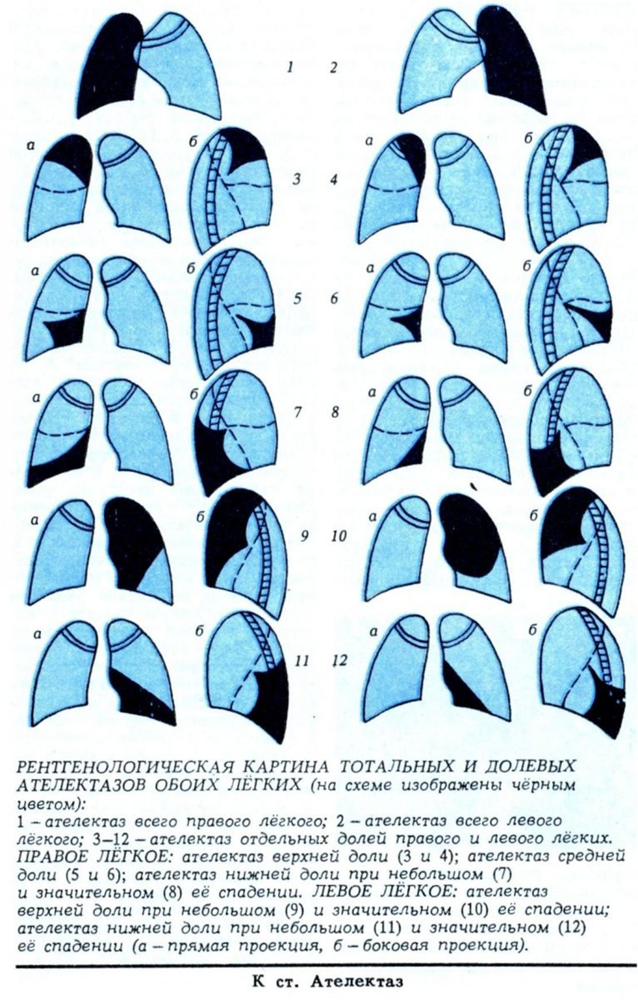 1 2
а б 3 а б 4
а б 5 а б 6
а б 7 а б 8
а б 9 а б 10
а б 11 а б 12
РЕНТГЕНОЛОГИЧЕСКАЯ КАРТИНА ТОТАЛЬНЫХ И ДОЛЕВЫХ
АТЕЛЕКТАЗОВ ОБОИХ ЛЁГКИХ (на схеме изображены чёрным
цветом):
1 – ателектаз всего правого лёгкого; 2 – ателектаз всего левого
лёгкого; 3–12 – ателектаз отдельных долей правого и левого лёгких.
ПРАВОЕ ЛЁГКОЕ: ателектаз верхней доли (3 и 4); ателектаз средней
доли (5 и 6); ателектаз нижней доли при небольшом (7)
и значительном (8) её спадении. ЛЕВОЕ ЛЁГКОЕ: ателектаз
верхней доли при небольшом (9) и значительном (10) её спадении;
ателектаз нижней доли при небольшом (11) и значительном (12)
её спадении (а – прямая проекция, б – боковая проекция).
К ст. Ателектаз